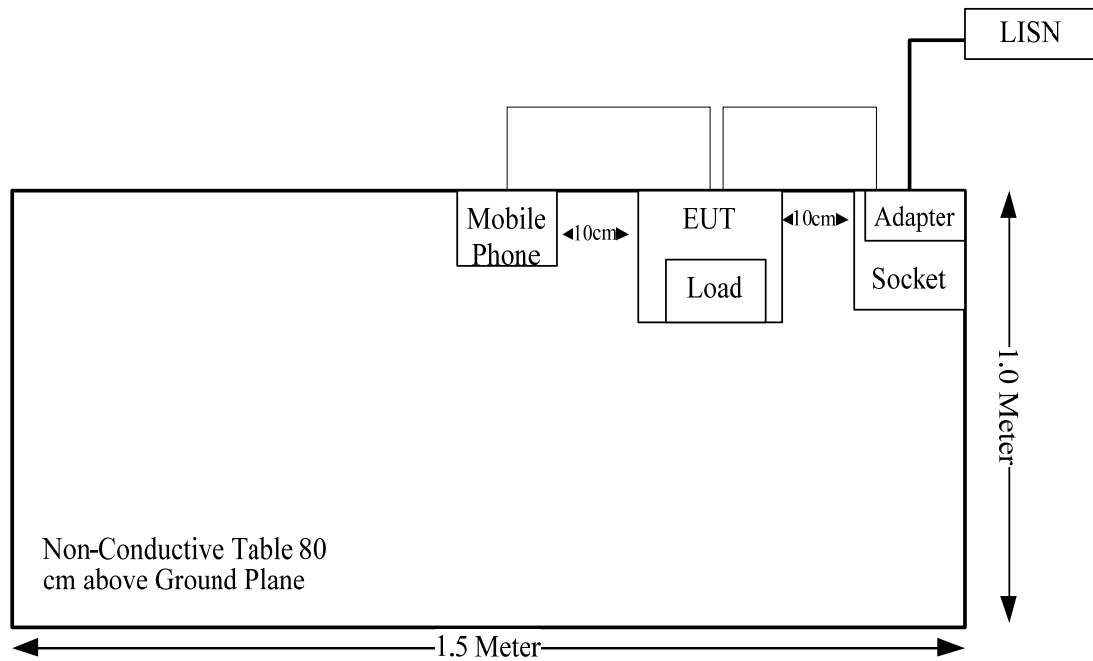 LISN
Mobile
Phone
10cm
EUT
Load
10cm
Adapter
Socket
1.0 Meter
Non-Conductive Table 80
cm above Ground Plane
1.5 Meter